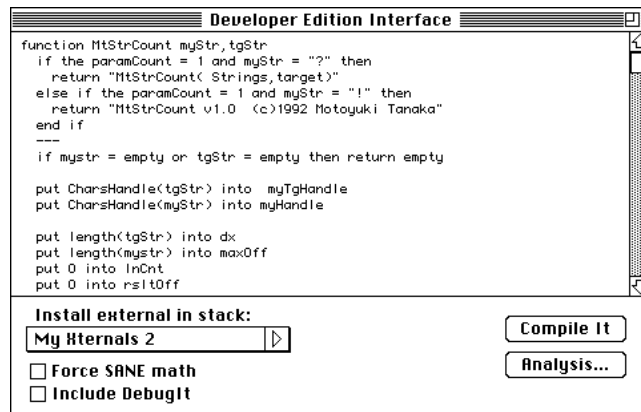 Developer Edition Interface
function MtStrCount myStr,tgStr
if the paramCount = 1 and myStr = "?" then
return "MtStrCount( Strings,target)"
else if the paramCount = 1 and myStr = "!" then
return "MtStrCount v1.0 (c)1992 Motoyuki Tanaka"
end if
---
if mystr = empty or tgStr = empty then return empty
put CharsHandle(tgStr) into myTgHandle
put CharsHandle(myStr) into myHandle
put length(tgStr) into dx
put length(mystr) into maxOff
put 0 into lnCnt
put 0 into rsltOff
Install external in stack:
My Xternals 2
Compile It
Force SANE math
Analysis...
Include DebugIt